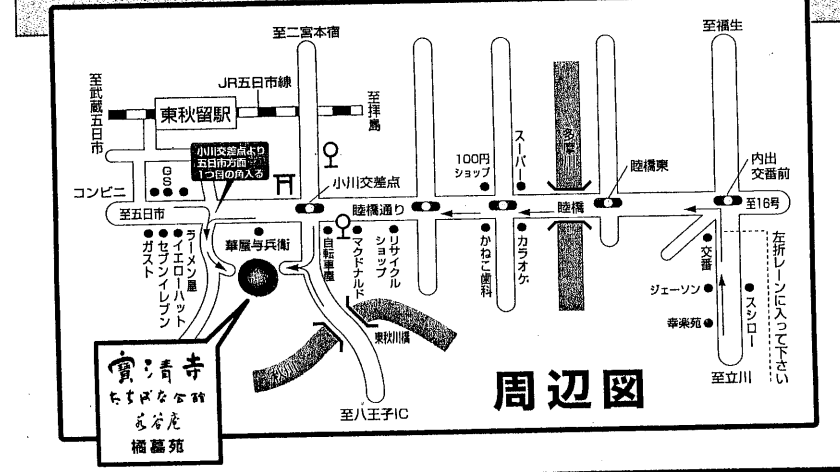 至二宮本宿
至福生
JR五日市線
至武蔵五日市
東秋留駅
至拝島
小川交差点より
五日市方面
1つ目の角入る
スーパー
100円
ショップ
多摩川
睦橋東
内出
交番前
GS
コンビニ
小川交差点
至五日市
睦橋通り
睦橋
至16号
ガスト
セブンイレブン
イエローハット
ラーメン屋
華屋与兵衛
自転車屋
マクドナルド
リサイクル
ショップ
かねこ歯科
カラオケ
交番
ジェーソン
幸楽苑
スシロー
左折レーンに入って下さい
東秋川橋
寳清寺
たちばな会館
橘墓苑
周辺図
至立川
至八王子IC